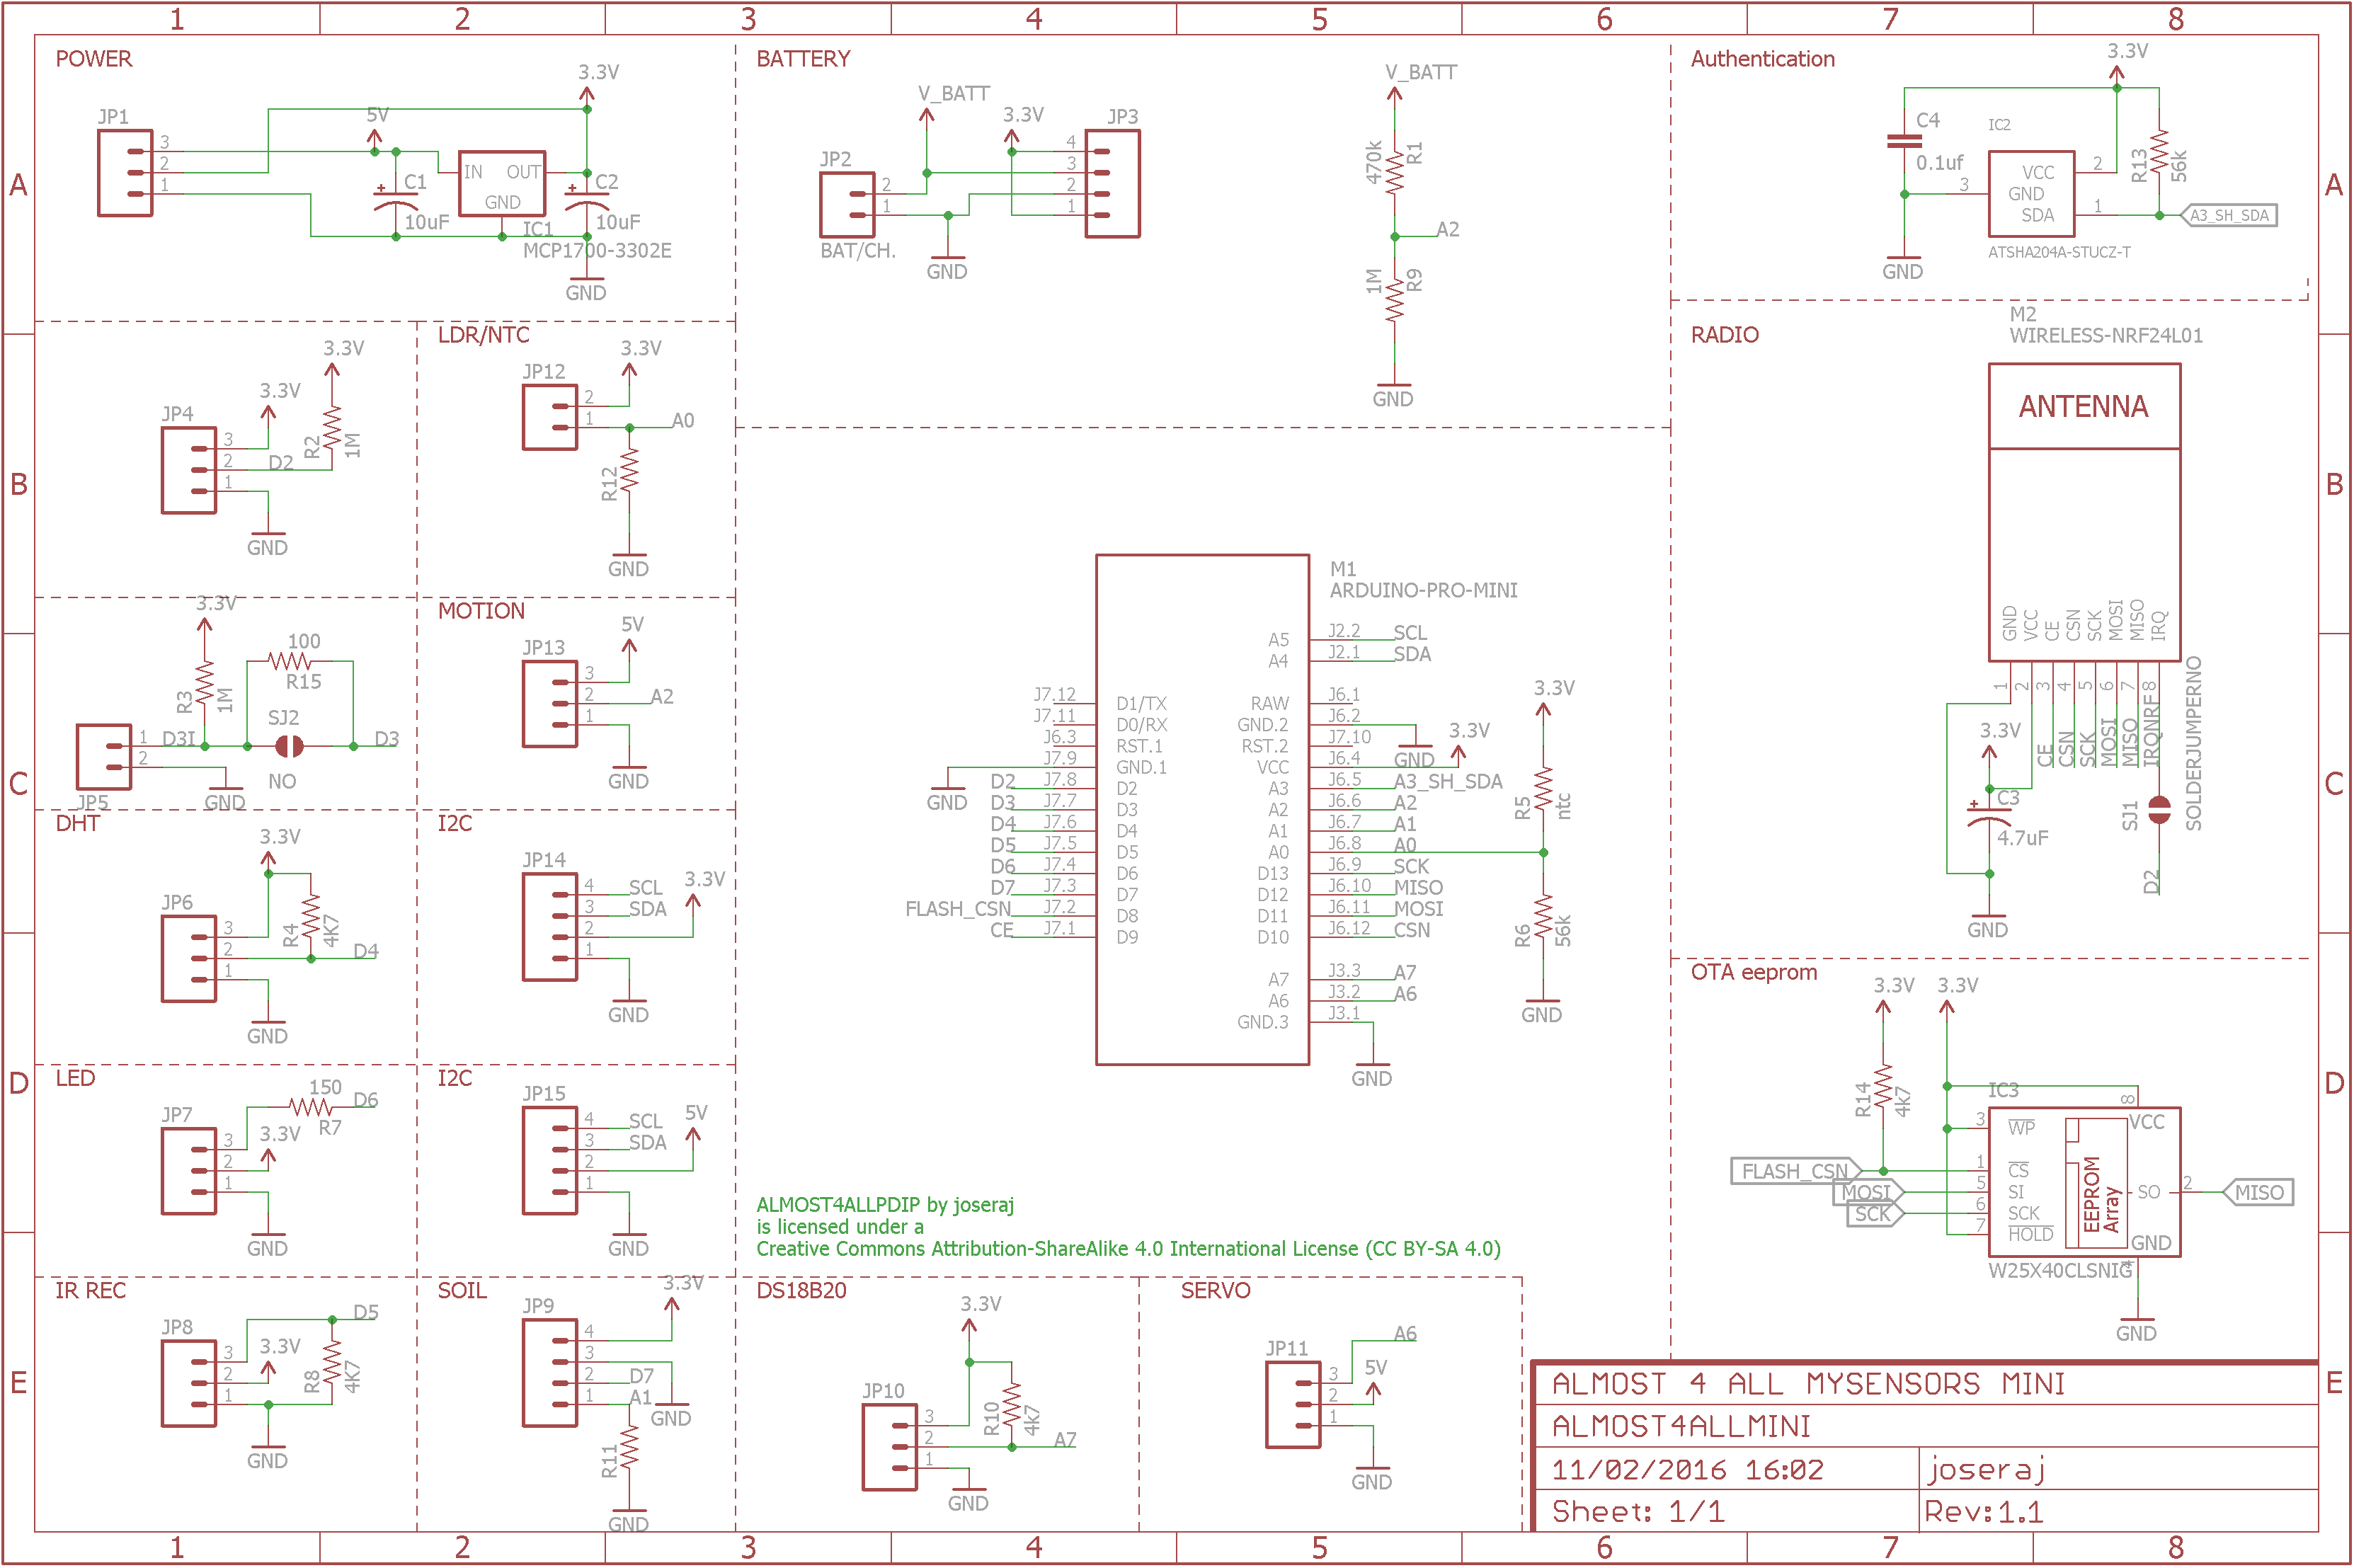 1 2 3 4 5 6 7 8
A
B
C
D
E
A
B
C
D
E
POWER
JP1
3
2
1
5V
3.3V
C1
10uF
IN OUT
GND
IC1
MCP1700-3302E
C2
10uF
GND
BATTERY
V_BATT
3.3V
JP2
2
1
BAT/CH.
GND
JP3
4
3
2
1
V_BATT
470k
R1
A2
1M
R9
GND
Authentication
3.3V
C4
0.1uf
IC2
VCC
GND
SDA
2
3
1
R13
56k
A3_SH_SDA
ATSHA204A-STUCZ-T
GND
3.3V
3.3V
JP4
3
2
1
D2
R2
1M
GND
LDR/NTC
3.3V
JP12
2
1
A0
R12
GND
3.3V
100
R15
R3
1M
SJ2
JP5
1
2
D3I
D3
NO
GND
MOTION
5V
JP13
3
2
1
A2
GND
DHT
3.3V
JP6
3
2
1
R4
4K7
D4
GND
I2C
JP14
4
3
2
1
SCL
SDA
3.3V
GND
LED
150
D6
R7
JP7
3
2
1
3.3V
GND
I2C
JP15
4
3
2
1
SCL
SDA
5V
GND
IR REC
D5
JP8
3
2
1
3.3V
R8
4K7
GND
SOIL
3.3V
JP9
4
3
2
1
D7
A1
GND
R11
GND
M1
ARDUINO-PRO-MINI
A5 J2.2 SCL
A4 J2.1 SDA
J7.12 D1/TX
J7.11 D0/RX
J6.3 RST.1
J7.9 GND.1
GND
D2 J7.8 D2
D3 J7.7 D3
D4 J7.6 D4
D5 J7.5 D5
D6 J7.4 D6
D7 J7.3 D7
FLASH_CSN J7.2 D8
CE J7.1 D9
RAW J6.1
GND.2 J6.2
RST.2 J7.10
GND
3.3V
VCC J6.4
A3 J6.5 A3_SH_SDA
A2 J6.6 A2
A1 J6.7 A1
A0 J6.8 A0
D13 J6.9 SCK
D12 J6.10 MISO
D11 J6.11 MOSI
D10 J6.12 CSN
A7 J3.3 A7
A6 J3.2 A6
GND.3 J3.1
GND
3.3V
R5
ntc
R6
56k
GND
ALMOST4ALLPDIP by joseraj
is licensed under a
Creative Commons Attribution-ShareAlike 4.0 International License (CC BY-SA 4.0)
DS18B20
3.3V
JP10
3
2
1
R10
4k7
A7
GND
SERVO
A6
JP11
3
2
1
5V
GND
RADIO
M2
WIRELESS-NRF24L01
ANTENNA
GND
VCC
CE
CSN
SCK
MOSI
MISO
IRQ
1
2
3
4
5
6
7
8
CE
CSN
SCK
MOSI
MISO
IRQNRF
3.3V
C3
4.7uF
GND
SJ1
SOLDERJUMPERNO
D2
OTA eeprom
3.3V
3.3V
R14
4k7
IC3
8
VCC
3 WP
1 CS
5 SI
6 SCK
7 HOLD
EEPROM
Array
SO 2
MISO
GND
4
FLASH_CSN
MOSI
SCK
W25X40CLSNIG
GND
ALMOST 4 ALL MYSENSORS MINI
ALMOST4ALLMINI
11/02/2016 16:02
joseraj
Sheet: 1/1
Rev:1.1
1 2 3 4 5 6 7 8